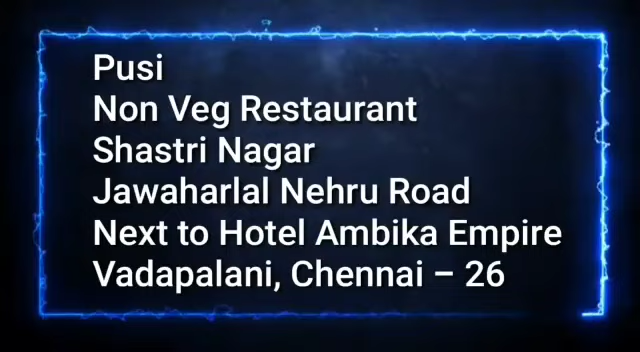 Pusi
Non Veg Restaurant
Shastri Nagar
Jawaharlal Nehru Road
Next to Hotel Ambika Empire
Vadapalani, Chennai – 26